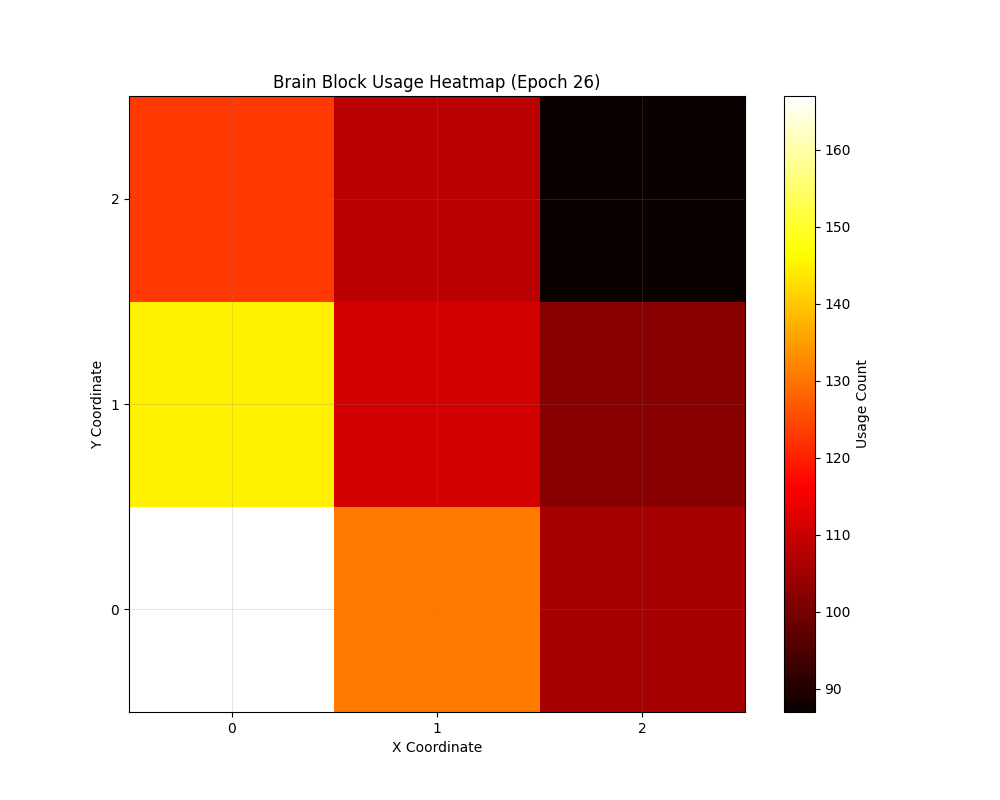 Brain Block Usage Heatmap (Epoch 26)
2
1
0
Y Coordinate
0 1 2
X Coordinate
160
150
140
130
120
110
100
90
Usage Count